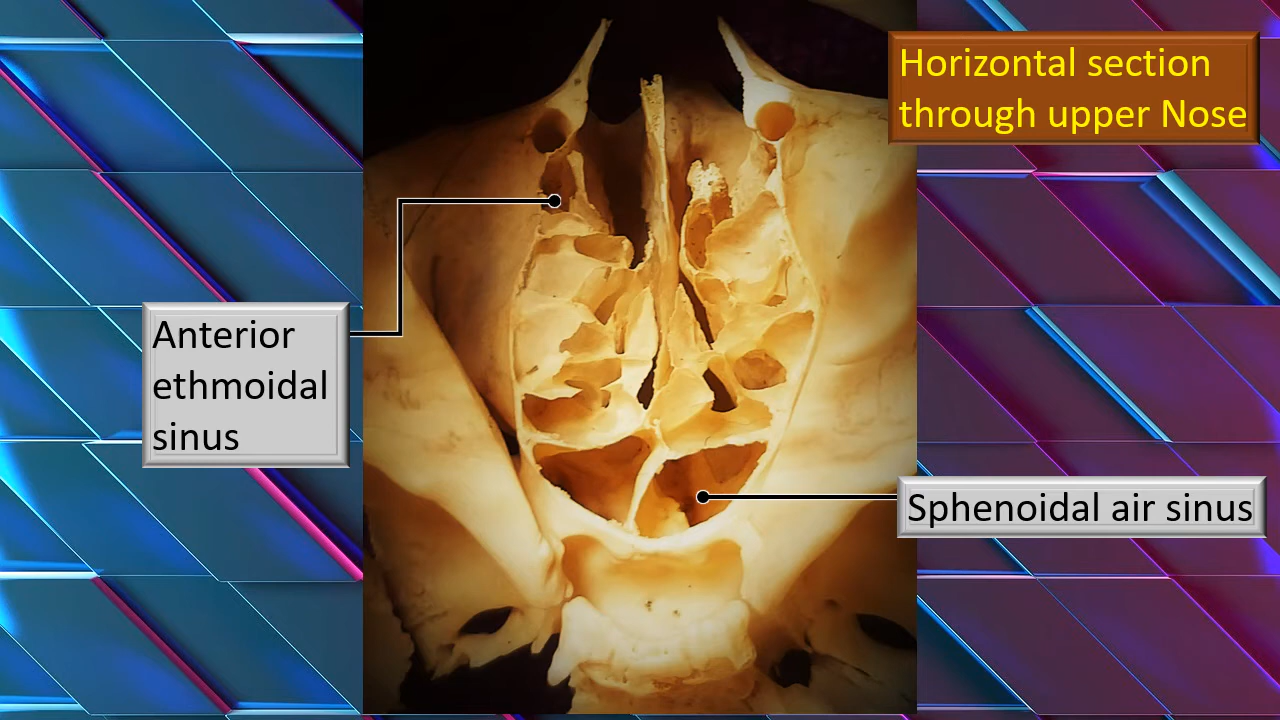 Horizontal section
through upper Nose
Anterior
ethmoidal
sinus
Sphenoidal air sinus